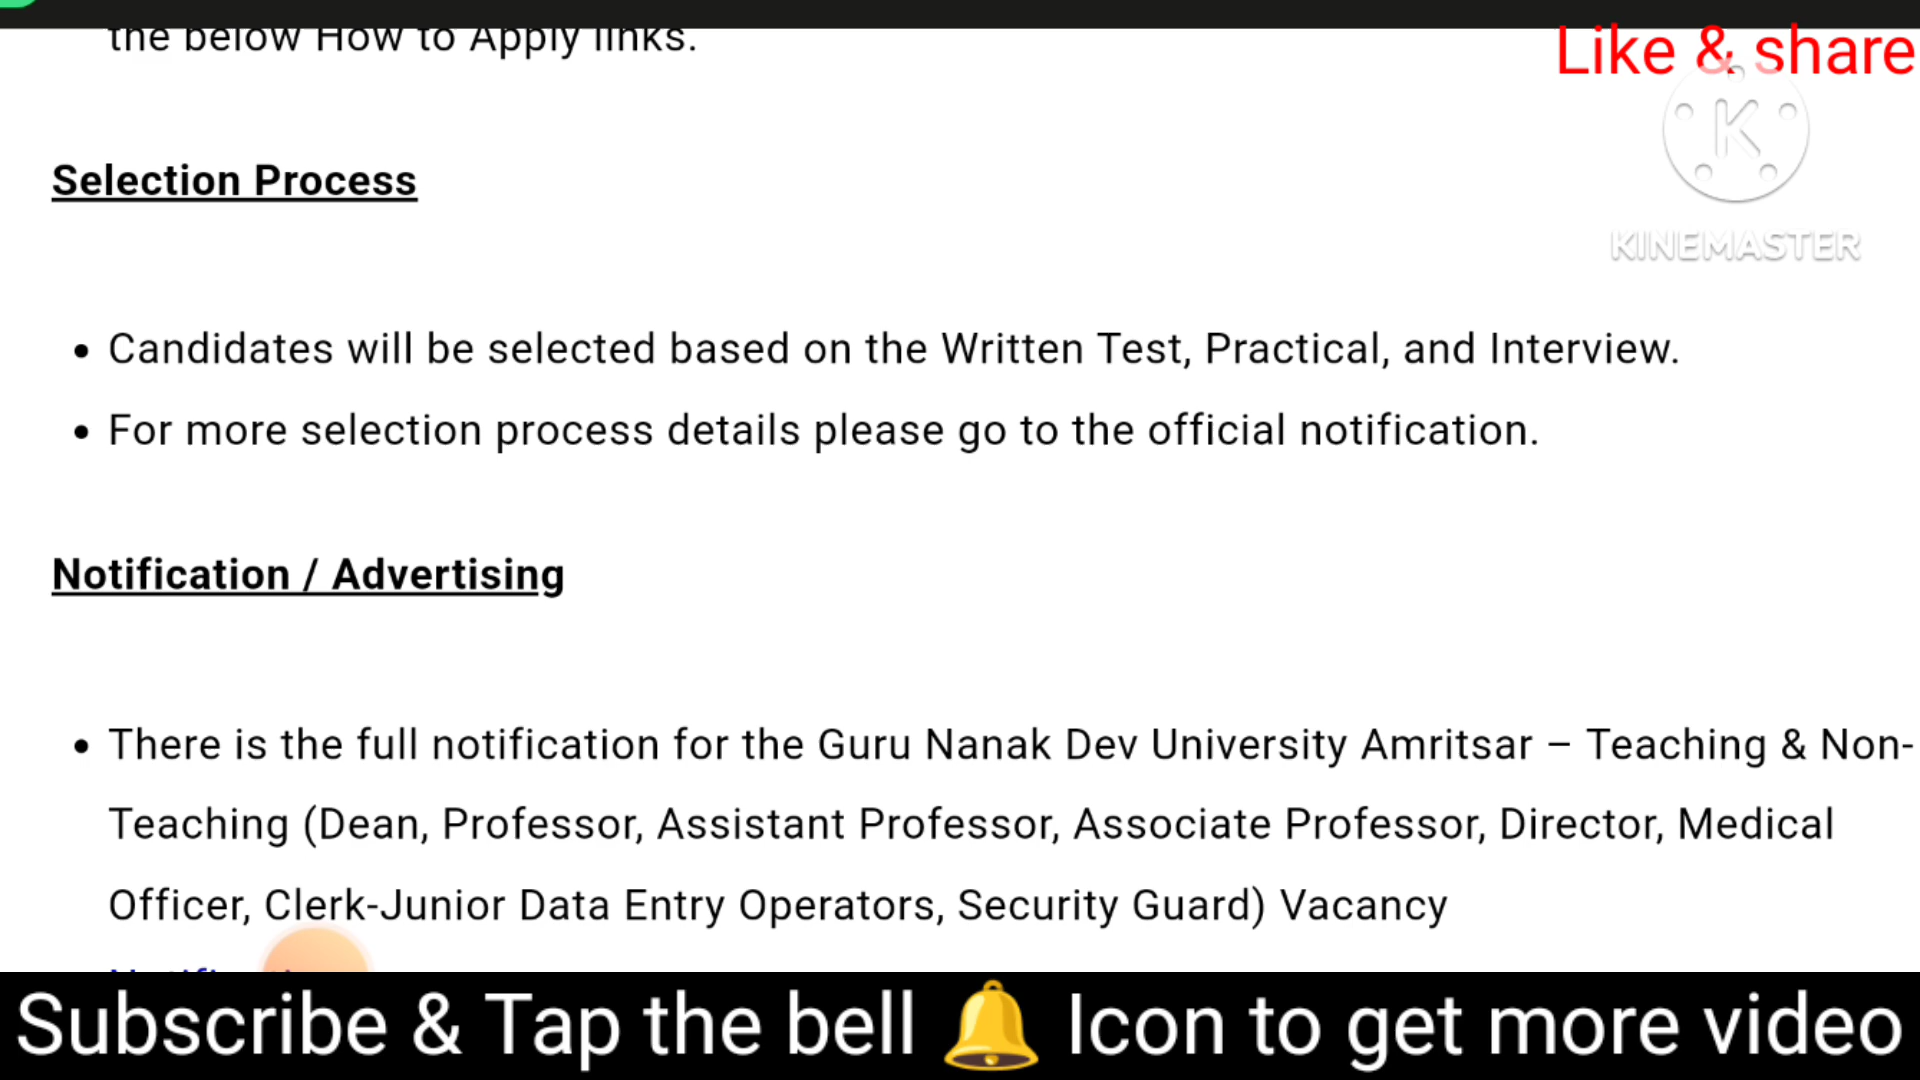 the below How to Apply links.
Like & share
K
KINEMASTER
Selection Process
• Candidates will be selected based on the Written Test, Practical, and Interview.
• For more selection process details please go to the official notification.
Notification / Advertising
• There is the full notification for the Guru Nanak Dev University Amritsar – Teaching & Non-
Teaching (Dean, Professor, Assistant Professor, Associate Professor, Director, Medical
Officer, Clerk-Junior Data Entry Operators, Security Guard) Vacancy
Subscribe & Tap the bell 🔔 Icon to get more video